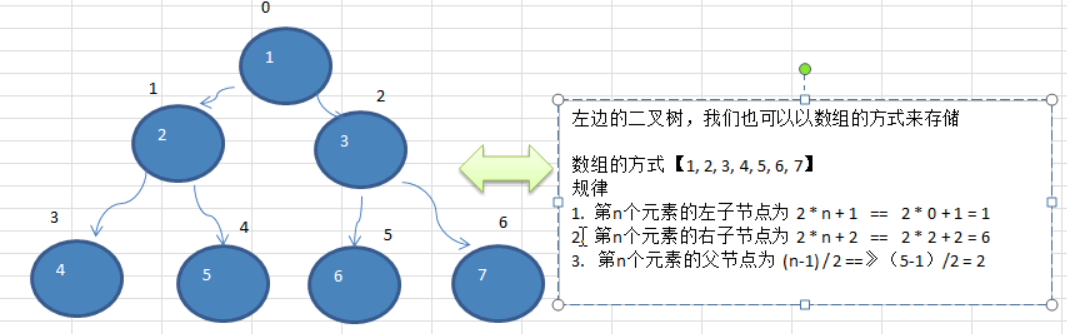 0
1
1
2
2
3
3
4
5
6
4
5
6
7
左边的二叉树，我们也可以以数组的方式来存储
数组的方式【1, 2, 3, 4, 5, 6, 7】
规律
1. 第n个元素的左子节点为 2 * n + 1 == 2 * 0 + 1 = 1
2. 第n个元素的右子节点为 2 * n + 2 == 2 * 2 + 2 = 6
3. 第n个元素的父节点为 (n-1) / 2 ==》（5-1）/2 = 2